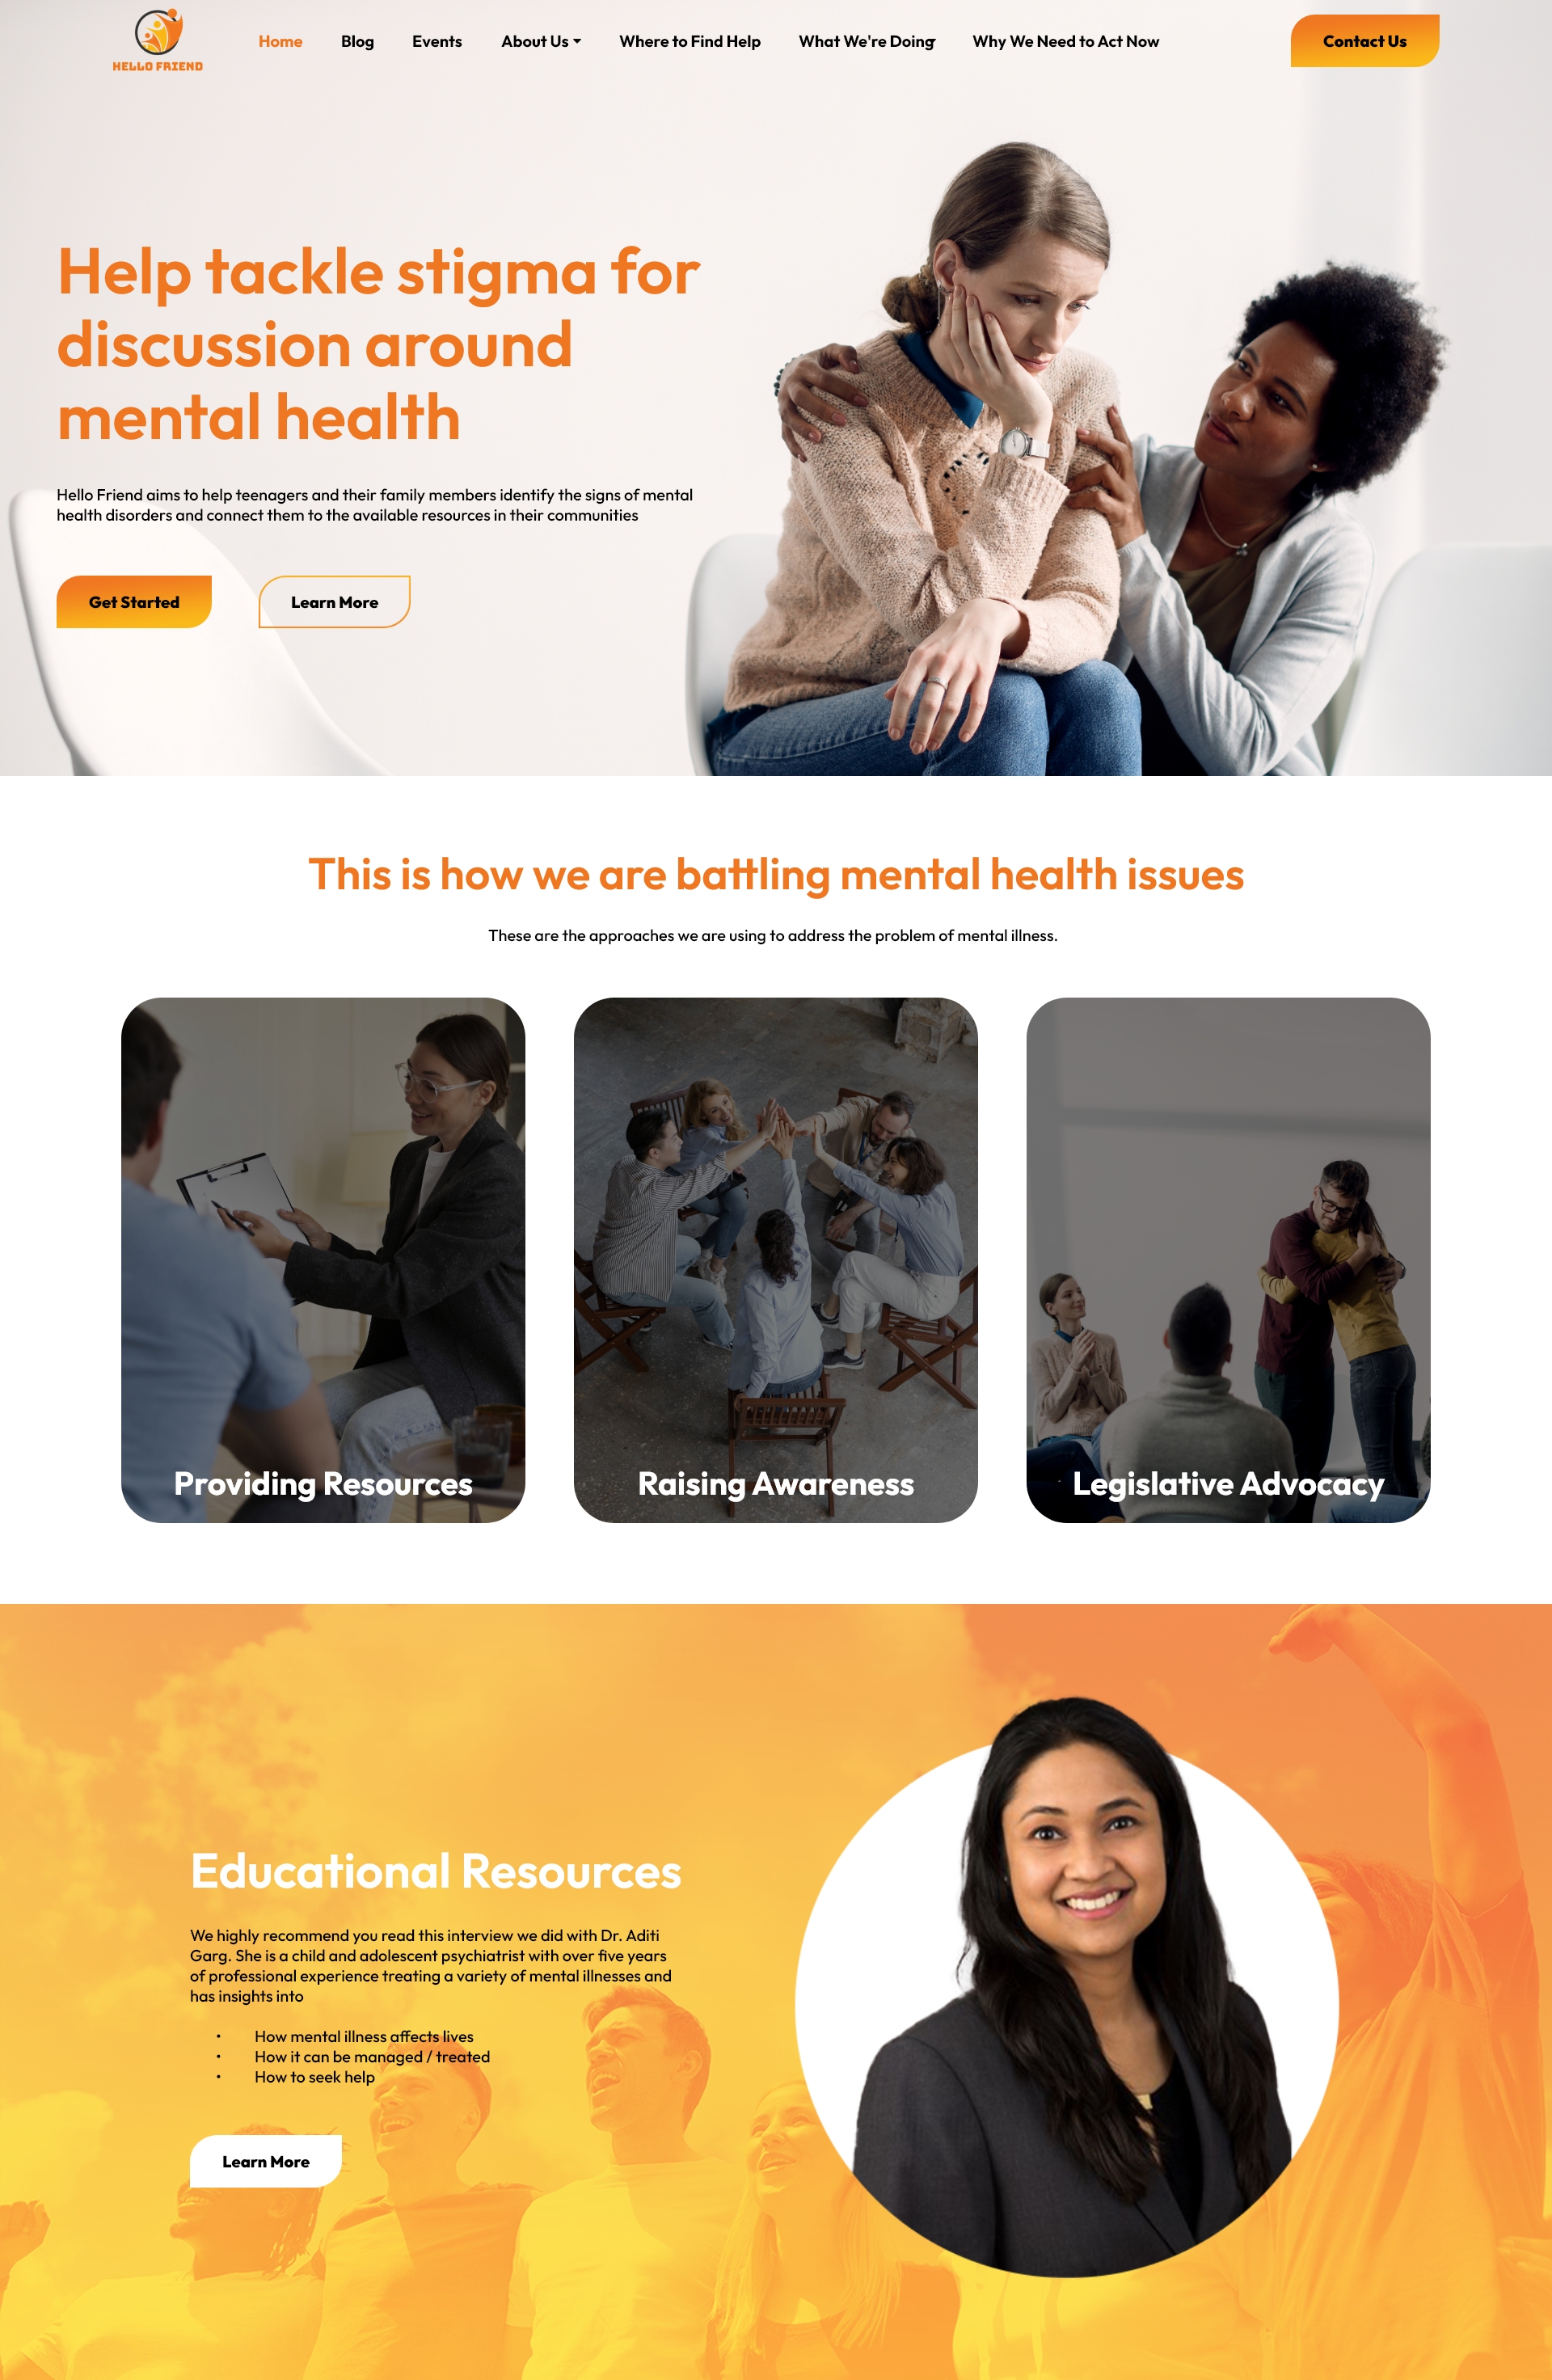 HELLO FRIEND
Home
Blog
Events
About Us
Where to Find Help
What We're Doing
Why We Need to Act Now
Contact Us
Help tackle stigma for
discussion around
mental health
Hello Friend aims to help teenagers and their family members identify the signs of mental
health disorders and connect them to the available resources in their communities
Get Started
Learn More
This is how we are battling mental health issues
These are the approaches we are using to address the problem of mental illness.
Providing Resources
Raising Awareness
Legislative Advocacy
Educational Resources
We highly recommend you read this interview we did with Dr. Aditi
Garg. She is a child and adolescent psychiatrist with over five years
of professional experience treating a variety of mental illnesses and
has insights into
• How mental illness affects lives
• How it can be managed / treated
• How to seek help
Learn More